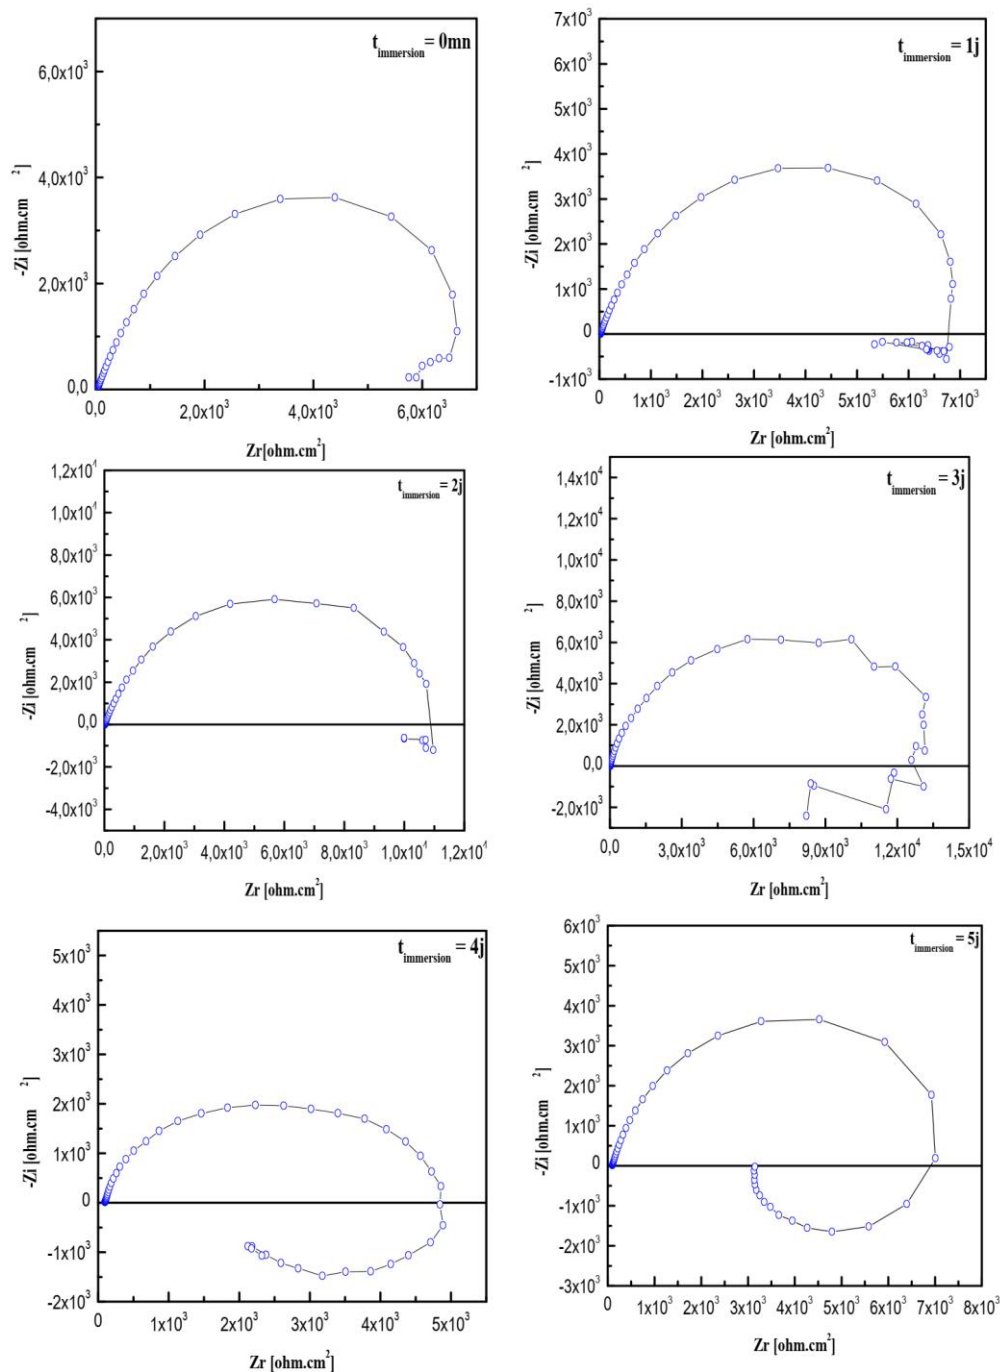 t immersion = 0mn
6,0x10³
4,0x10³
2,0x10³
0,0
-Zi [ohm.cm²]
0,0 2,0x10³ 4,0x10³ 6,0x10³
Zr[ohm.cm²]
t immersion = 1j
7x10³
6x10³
5x10³
4x10³
3x10³
2x10³
1x10³
0
-1x10³
-Zi [ohm.cm²]
0 1x10³ 2x10³ 3x10³ 4x10³ 5x10³ 6x10³ 7x10³
Zr [ohm.cm²]
t immersion = 2j
1,2x10⁴
1,0x10⁴
8,0x10³
6,0x10³
4,0x10³
2,0x10³
0,0
-2,0x10³
-4,0x10³
-Zi [ohm.cm²]
0,0 2,0x10³ 4,0x10³ 6,0x10³ 8,0x10³ 1,0x10⁴ 1,2x10⁴
Zr [ohm.cm²]
t immersion = 3j
1,4x10⁴
1,2x10⁴
1,0x10⁴
8,0x10³
6,0x10³
4,0x10³
2,0x10³
0,0
-2,0x10³
-Zi [ohm.cm²]
0,0 3,0x10³ 6,0x10³ 9,0x10³ 1,2x10⁴ 1,5x10⁴
Zr [ohm.cm²]
t immersion = 4j
5x10³
4x10³
3x10³
2x10³
1x10³
0
-1x10³
-2x10³
-Zi [ohm.cm²]
0 1x10³ 2x10³ 3x10³ 4x10³ 5x10³
Zr [ohm.cm²]
t immersion = 5j
6x10³
5x10³
4x10³
3x10³
2x10³
1x10³
0
-1x10³
-2x10³
-3x10³
-Zi [ohm.cm²]
0 1x10³ 2x10³ 3x10³ 4x10³ 5x10³ 6x10³ 7x10³ 8x10³
Zr [ohm.cm²]